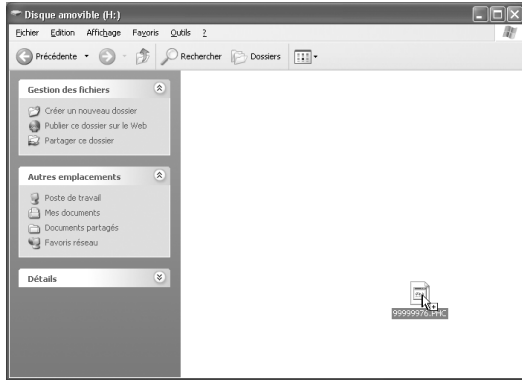 Disque amovible (H:)
Fichier Edition Affichage Favoris Outils ?
Précédente Rechercher Dossiers
Gestion des fichiers
Créer un nouveau dossier
Publier ce dossier sur le Web
Partager ce dossier
Autres emplacements
Poste de travail
Mes documents
Documents partagés
Favoris réseau
Détails
99999976.PHC